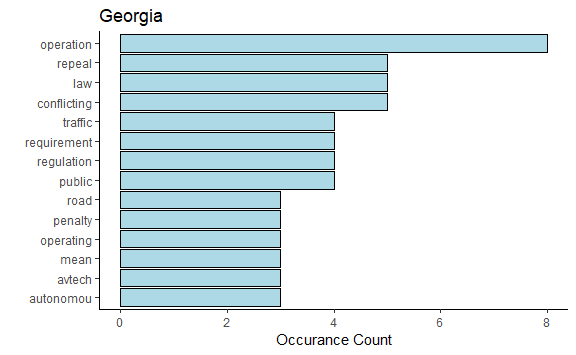 Georgia
operation
repeal
law
conflicting
traffic
requirement
regulation
public
road
penalty
operating
mean
avtech
autonomou
0 2 4 6 8
Occurance Count